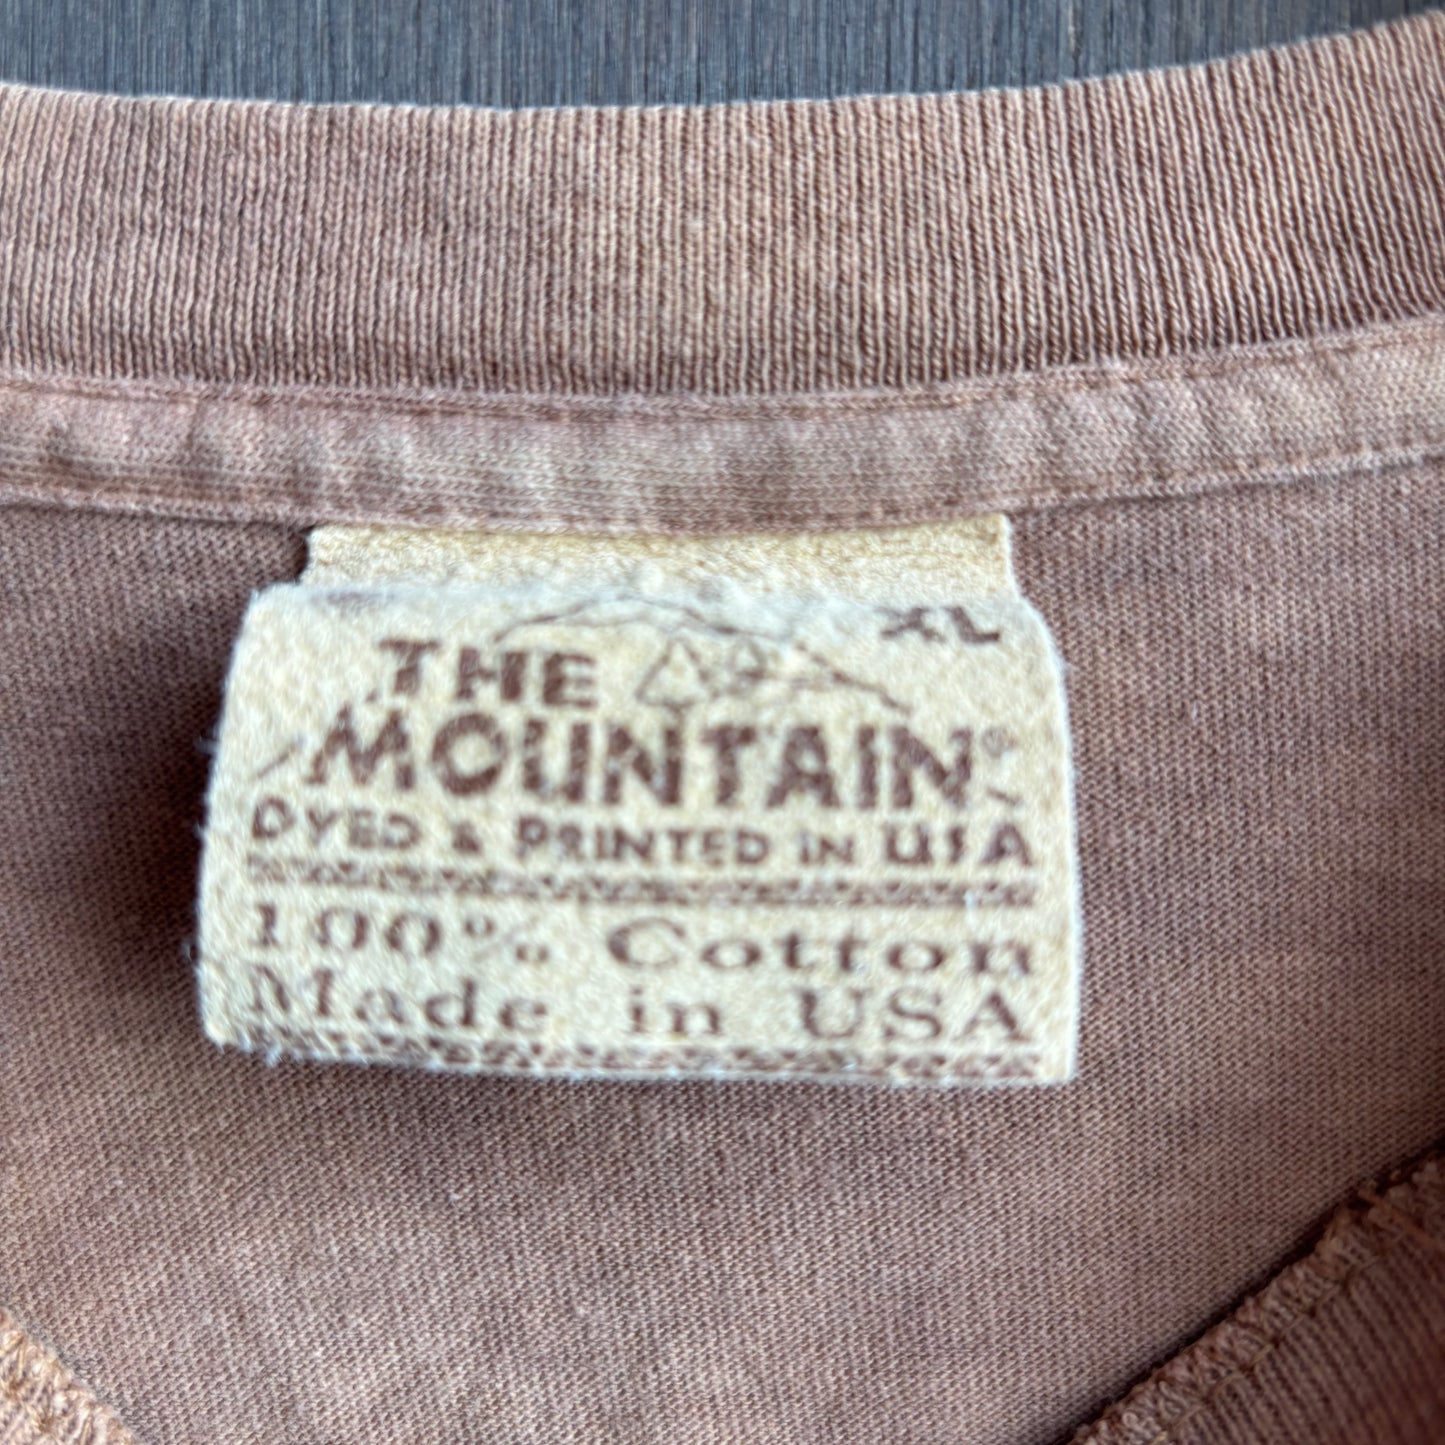 XL
THE
MOUNTAIN®
DYED & PRINTED IN USA
100% Cotton
Made in USA